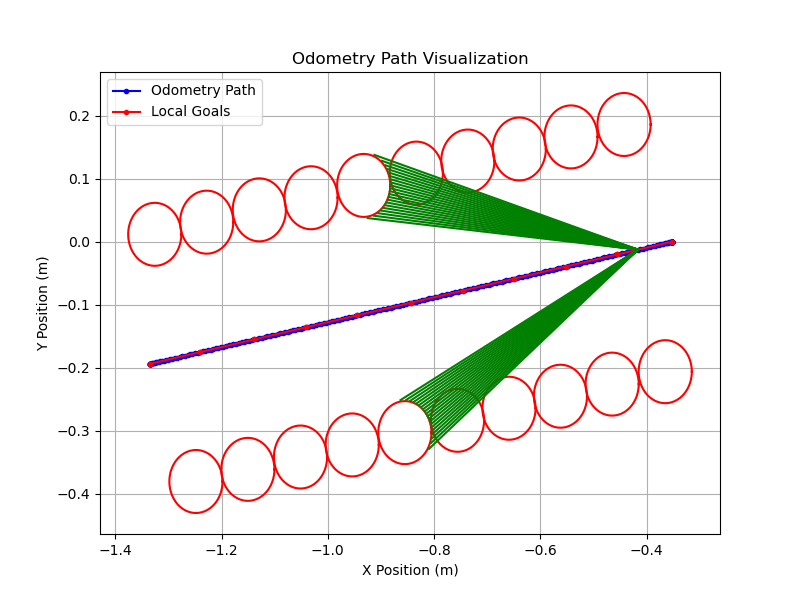 Odometry Path Visualization
Odometry Path
Local Goals
Y Position (m)
0.2
0.1
0.0
−0.1
−0.2
−0.3
−0.4
−1.4 −1.2 −1.0 −0.8 −0.6 −0.4
X Position (m)